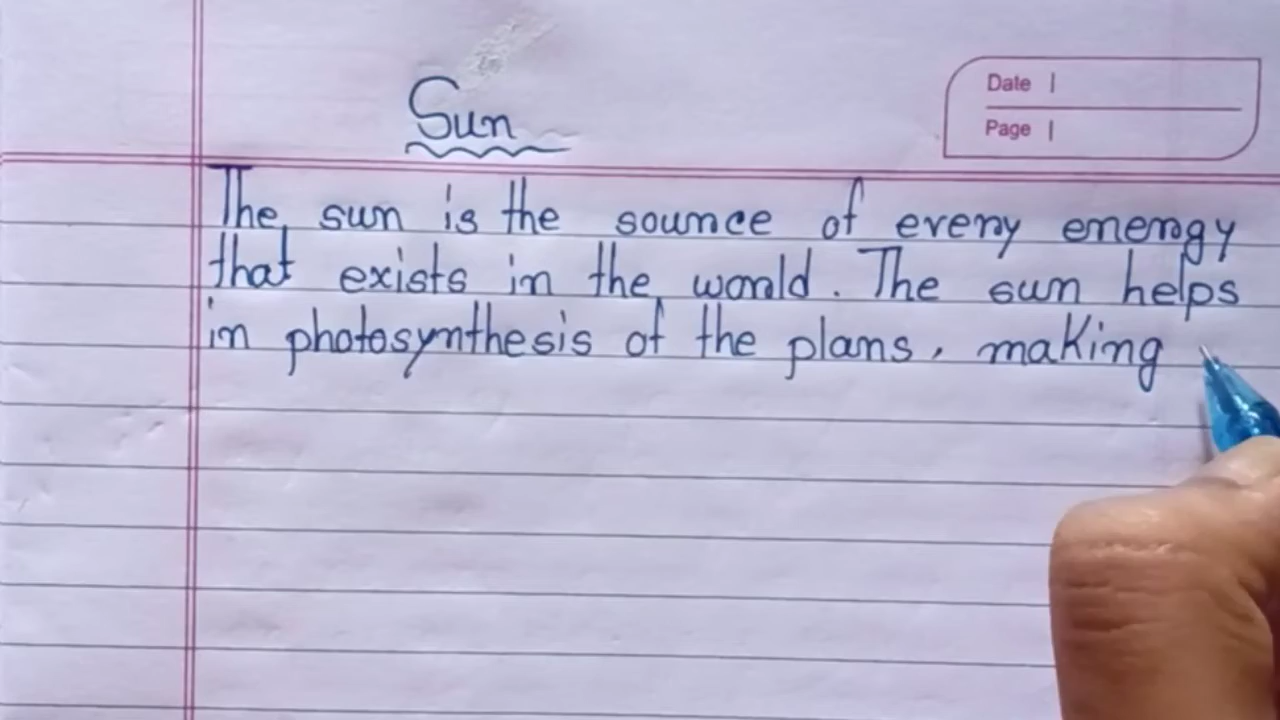 Sun
Date
Page
The sun is the source of every energy
that exists in the world. The sun helps
in photosynthesis of the plans, making